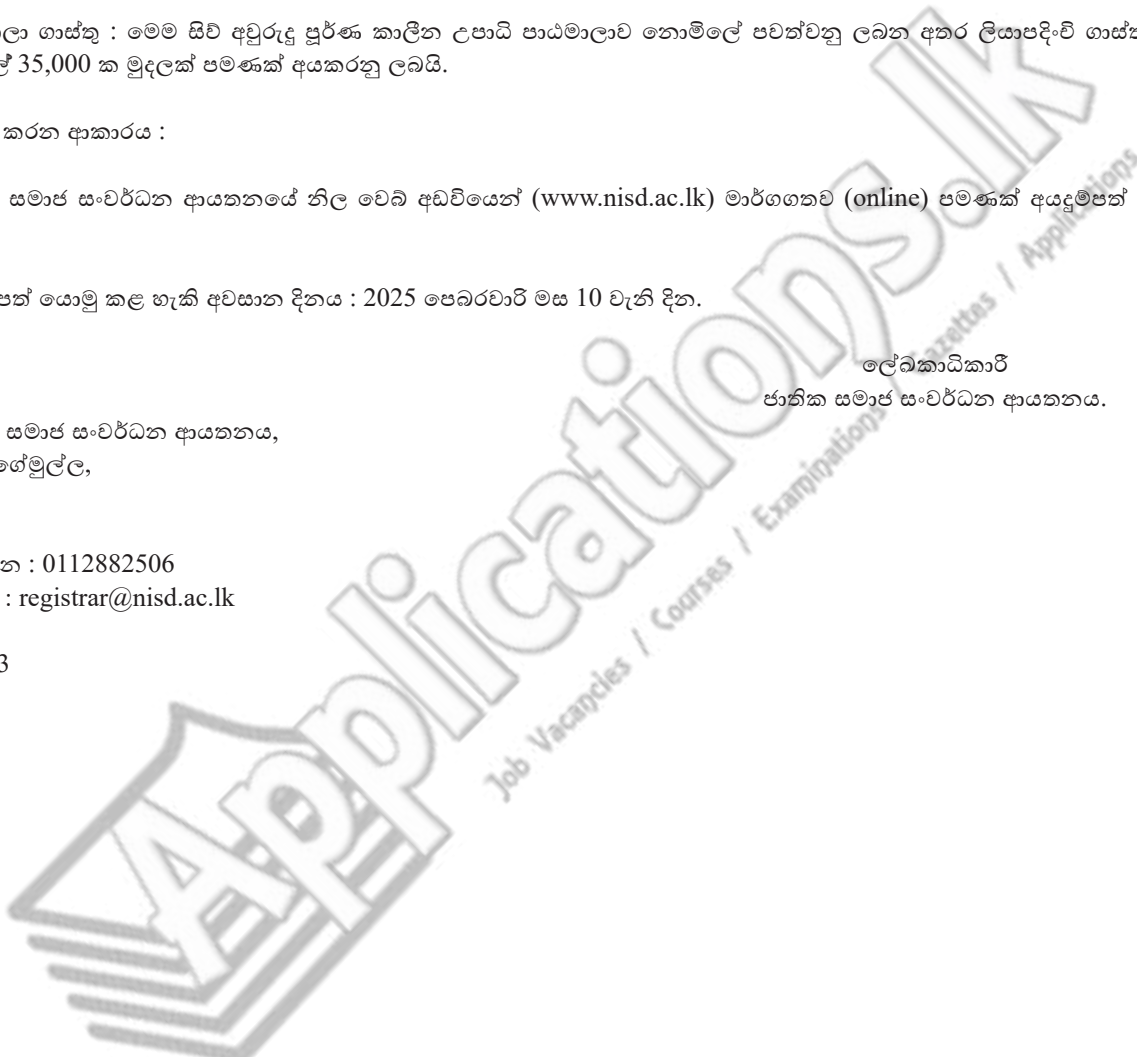 ලා ගාස්තු : මෙම සිව් අවුරුදු පූර්ණ කාලීන උපාධි පාඨමාලාව නොමිලේ පවත්වනු ලබන අතර ලියාපදිංචි ගාස්තු
ල් 35,000 ක මුදලක් පමණක් අයකරනු ලබයි.
කරන ආකාරය :
සමාජ සංවර්ධන ආයතනයේ නිල වෙබ් අඩවියෙන් (www.nisd.ac.lk) මාර්ගගතව (online) පමණක් අයදුම්පත්
පත් යොමු කළ හැකි අවසාන දිනය : 2025 පෙබරවාරි මස 10 වැනි දින.
ලේඛකාධිකාරී
ජාතික සමාජ සංවර්ධන ආයතනය.
සමාජ සංවර්ධන ආයතනය,
ගේමුල්ල,
න : 0112882506
: registrar@nisd.ac.lk
3
Applications.lk
Job Vacancies / Courses / Examinations / Gazettes / Applications